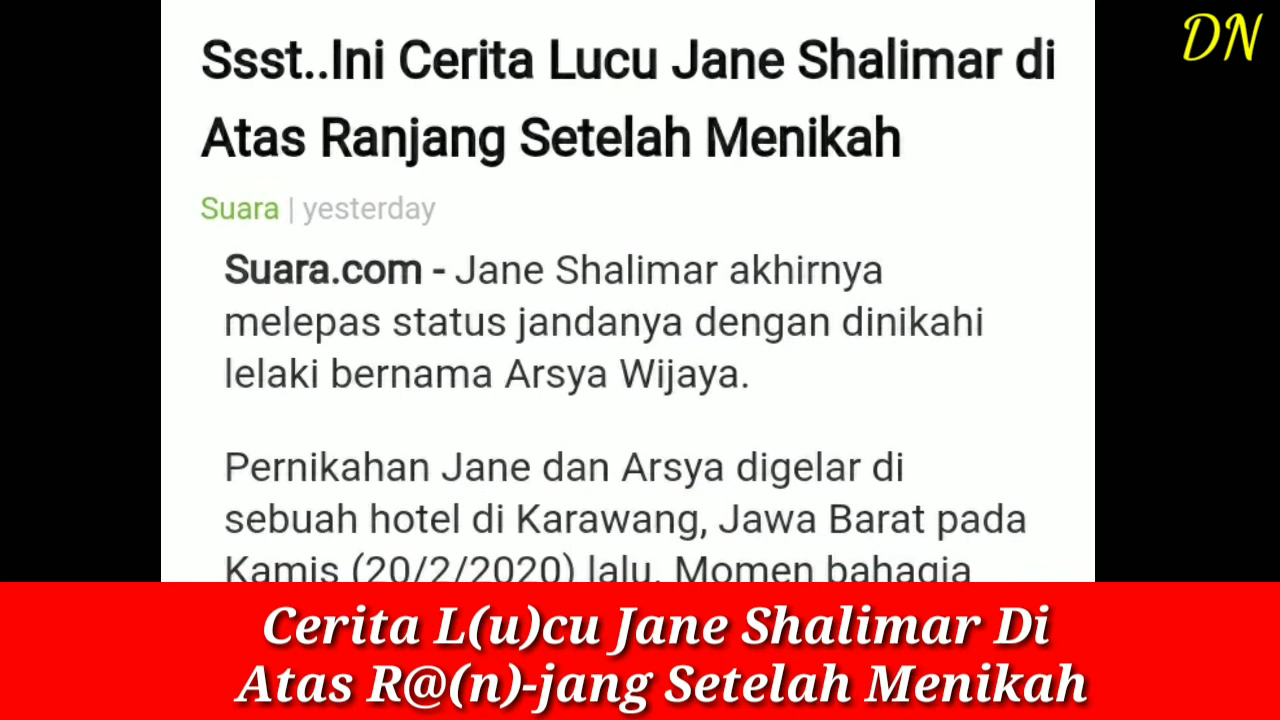 DN
Ssst..Ini Cerita Lucu Jane Shalimar di
Atas Ranjang Setelah Menikah
Suara | yesterday
Suara.com - Jane Shalimar akhirnya
melepas status jandanya dengan dinikahi
lelaki bernama Arsya Wijaya.
Pernikahan Jane dan Arsya digelar di
sebuah hotel di Karawang, Jawa Barat pada
Kamis (20/2/2020) lalu. Momen bahagia
Cerita L(u)cu Jane Shalimar Di
Atas R@(n)-jang Setelah Menikah